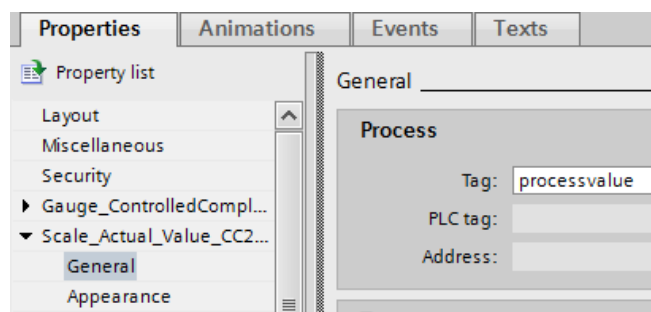 Properties Animations Events Texts
Property list
General
Layout
Miscellaneous
Security
Gauge_ControlledCompl...
Scale_Actual_Value_CC2...
General
Appearance
Process
Tag: processvalue
PLC tag:
Address: